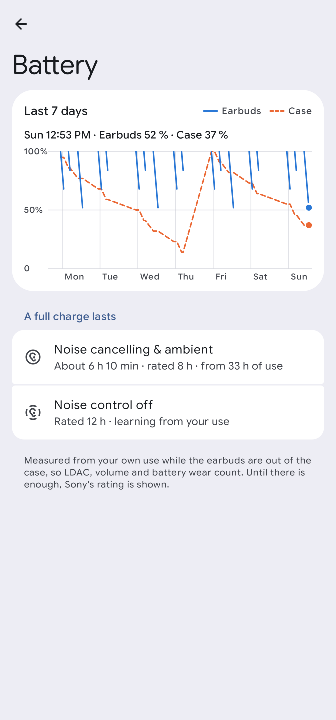 Battery
Last 7 days
Earbuds
Case
Sun 12:53 PM · Earbuds 52 % · Case 37 %
100%
50%
0
Mon
Tue
Wed
Thu
Fri
Sat
Sun
A full charge lasts
Noise cancelling & ambient
About 6 h 10 min · rated 8 h · from 33 h of use
Noise control off
Rated 12 h · learning from your use
Measured from your own use while the earbuds are out of the
case, so LDAC, volume and battery wear count. Until there is
enough, Sony's rating is shown.